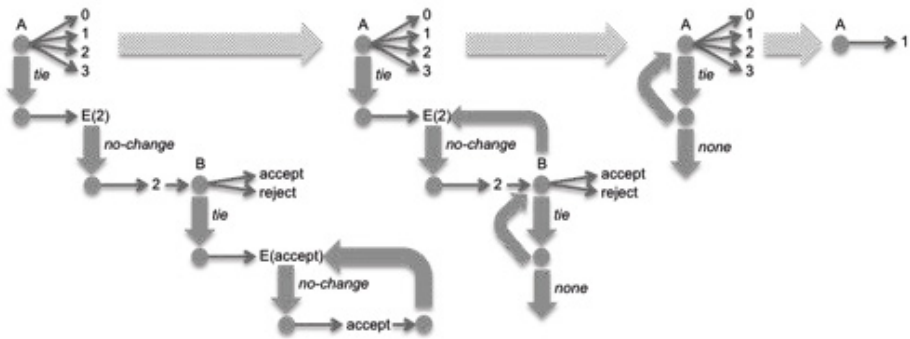 A
0
1
2
3
tie
E(2)
no-change
2
B
accept
reject
tie
E(accept)
no-change
accept
A
0
1
2
3
tie
E(2)
no-change
2
B
accept
reject
tie
none
A
0
1
2
3
tie
none
A
1